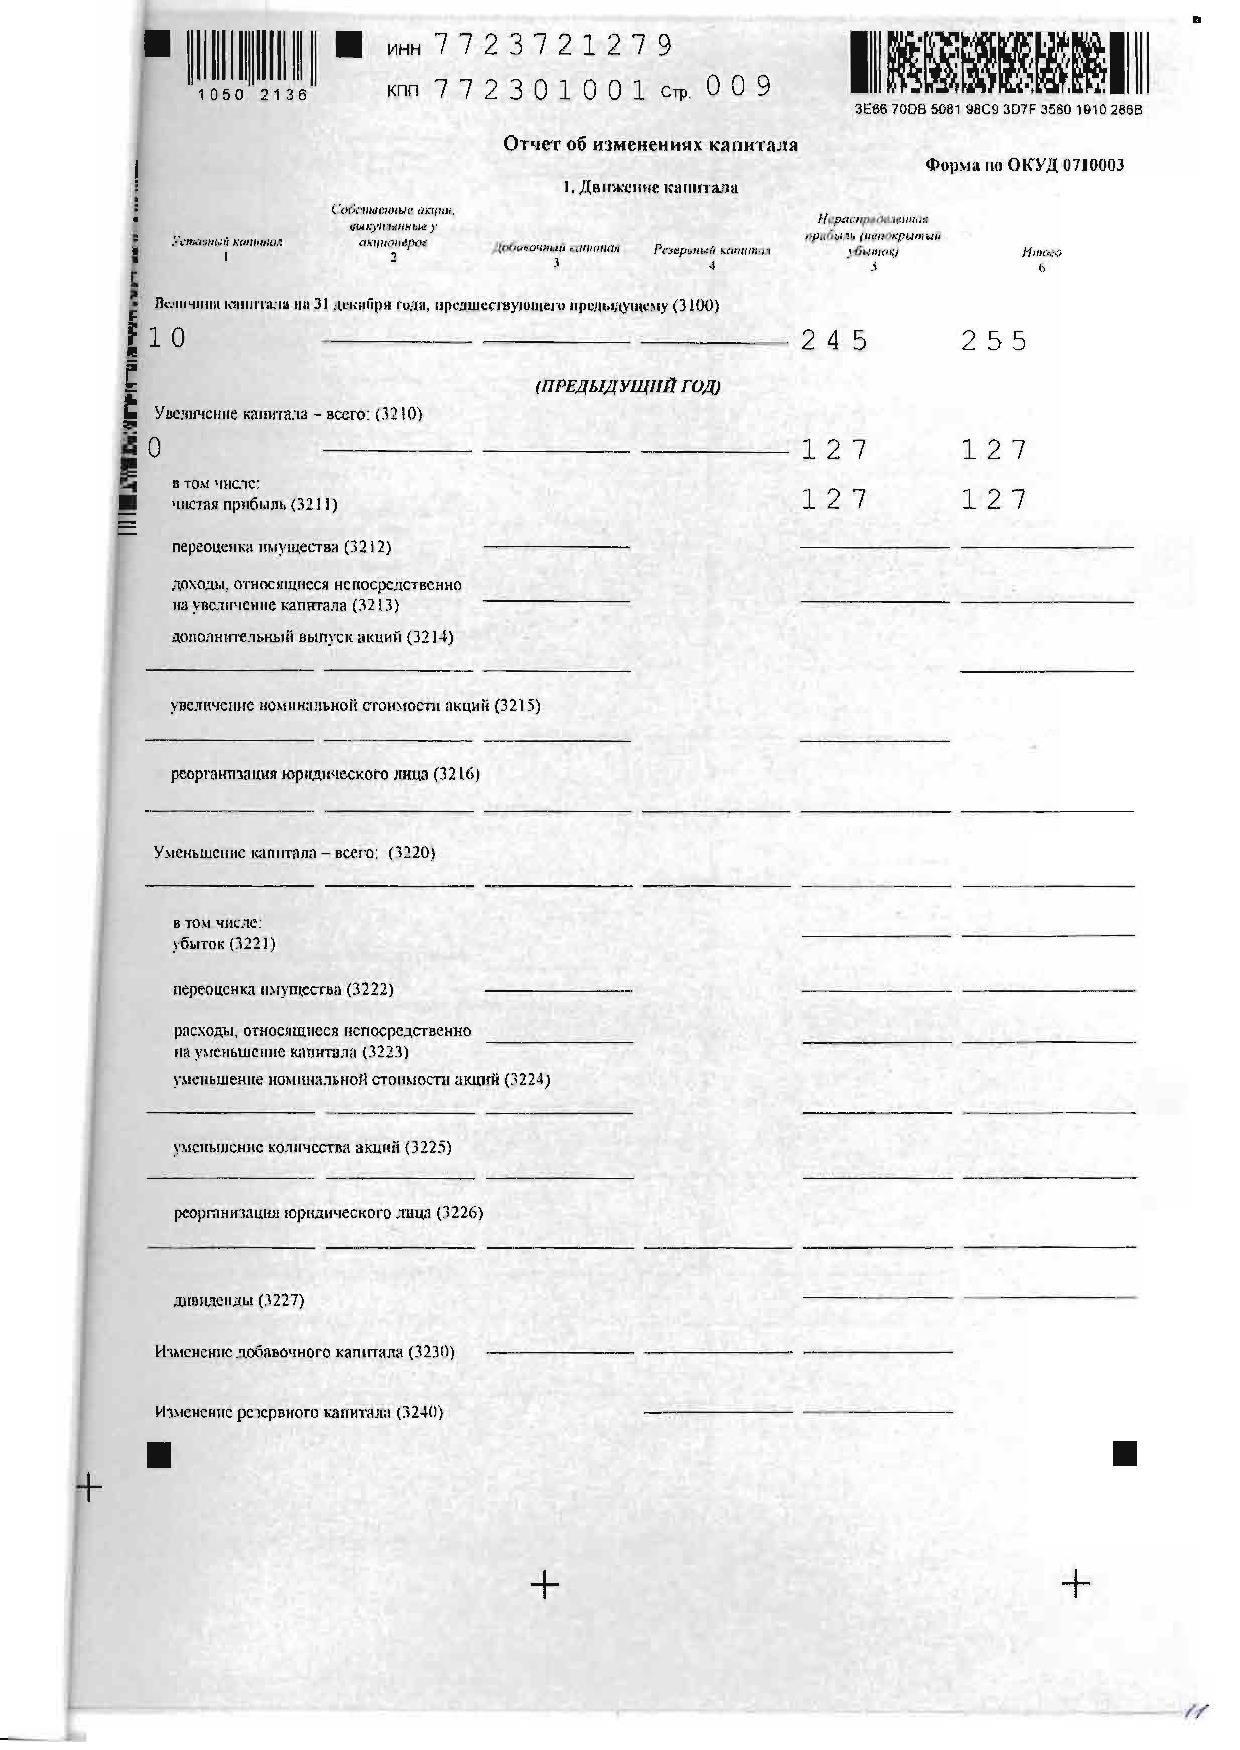 ИНН 7723721279
1050 2136
КПП 772301001 Стр. 009
3E66 70DB 5081 98C9 3D7F 3580 1910 286B
Отчет об изменениях капитала
Форма по ОКУД 0710003
1. Движение капитала
Уставный капитал
1
Собственные акции,
выкупленные у
акционеров
2
Добавочный капитал
3
Резервный капитал
4
Нераспределенная
прибыль (непокрытый
убыток)
5
Итого
6
Величина капитала на 31 декабря года, предшествующего предыдущему (3100)
10 245 255
(ПРЕДЫДУЩИЙ ГОД)
Увеличение капитала – всего: (3210)
0 127 127
в том числе:
чистая прибыль (3211) 127 127
переоценка имущества (3212)
доходы, относящиеся непосредственно
на увеличение капитала (3213)
дополнительный выпуск акций (3214)
увеличение номинальной стоимости акций (3215)
реорганизация юридического лица (3216)
Уменьшение капитала – всего: (3220)
в том числе:
убыток (3221)
переоценка имущества (3222)
расходы, относящиеся непосредственно
на уменьшение капитала (3223)
уменьшение номинальной стоимости акций (3224)
уменьшение количества акций (3225)
реорганизация юридического лица (3226)
дивиденды (3227)
Изменение добавочного капитала (3230)
Изменение резервного капитала (3240)
11